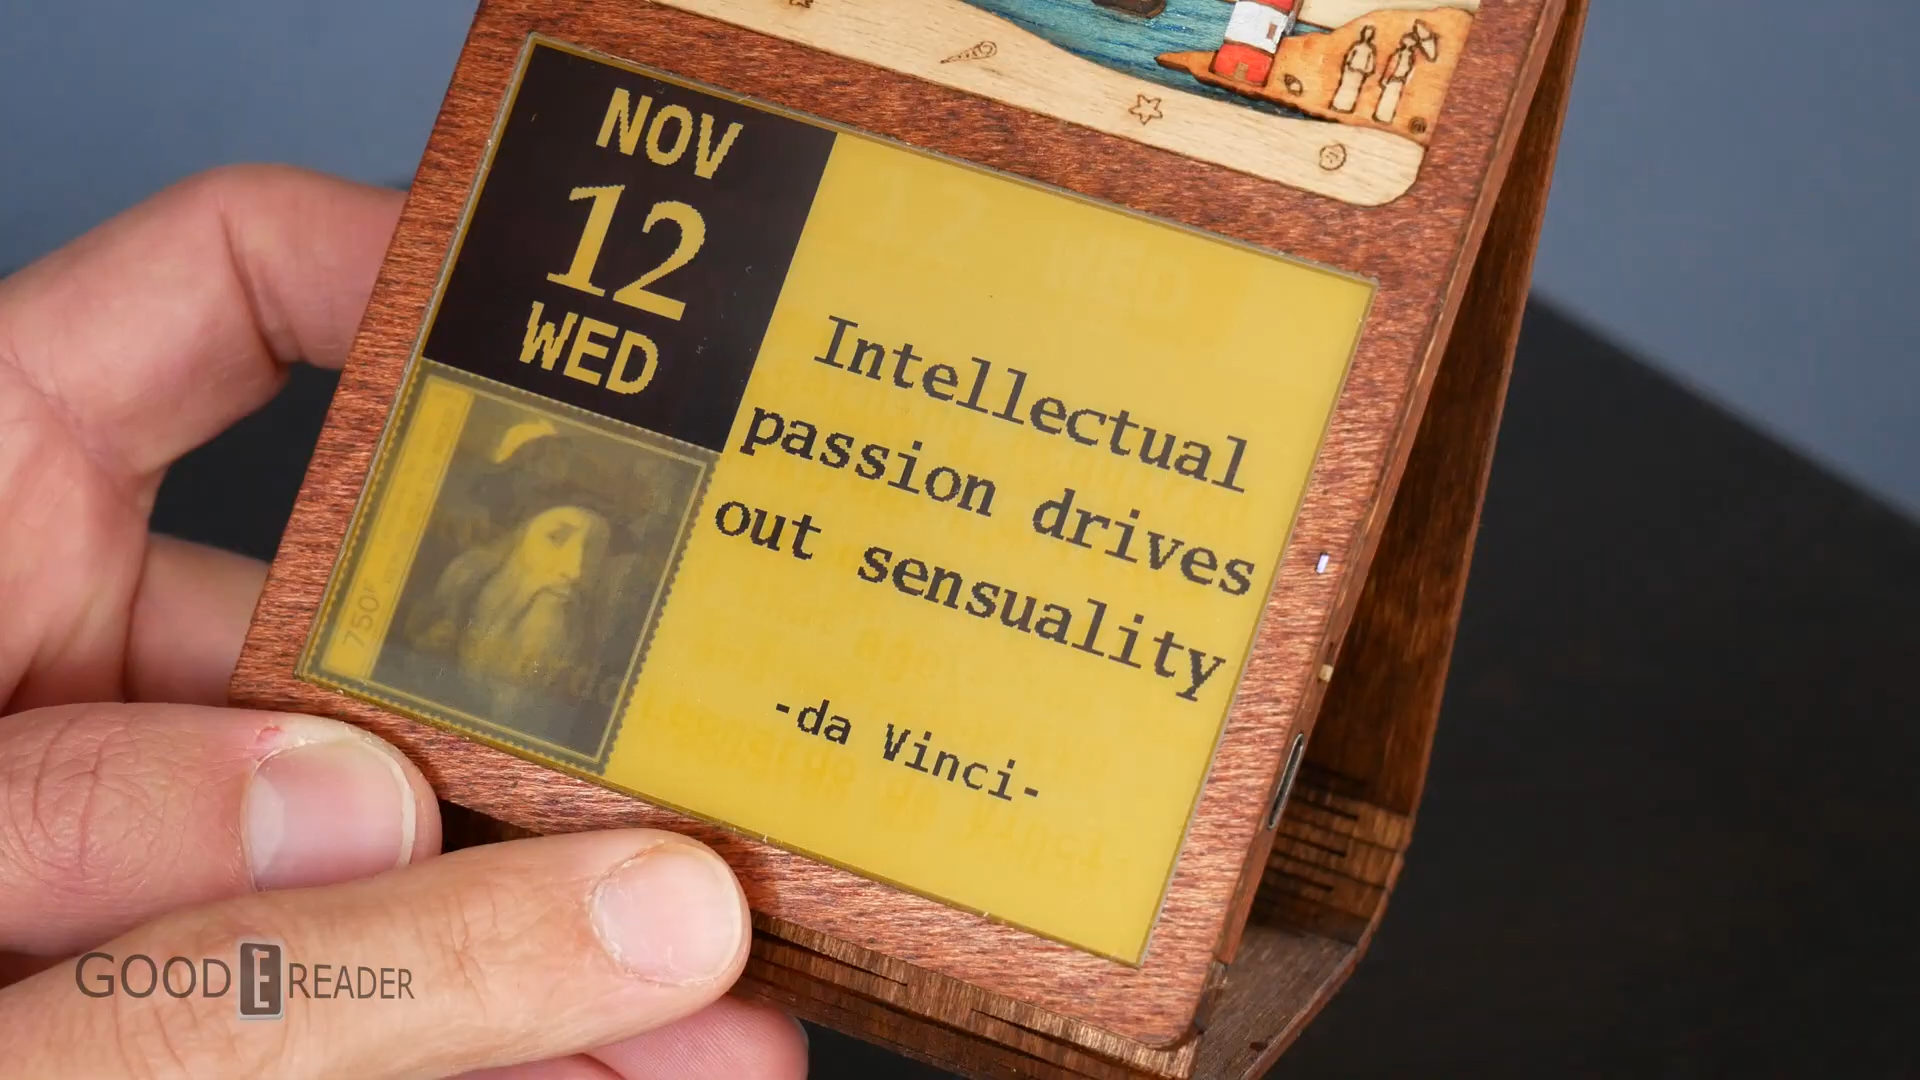 NOV
12
WED
Intellectual
passion drives
out sensuality
-da Vinci-
750
GOOD E READER